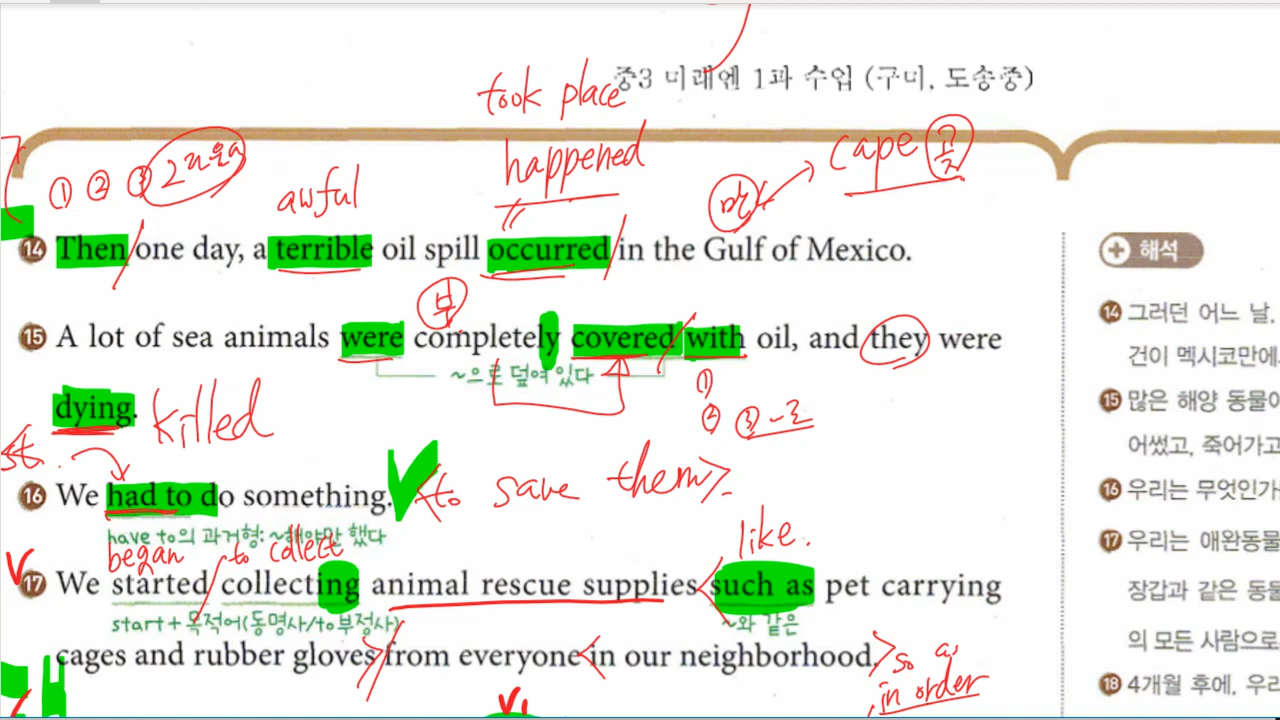 took place
중3 미래엔 1과 수업 (구미, 도송중)
happened
cape 곶
① ② ③
awful
만
⑭ Then one day, a terrible oil spill occurred in the Gulf of Mexico.
해석
부
⑭ 그러던 어느 날,
⑮ A lot of sea animals were completely covered with oil, and they were
건이 멕시코만에
~으로 덮여 있다
①
② ③ -로
dying. killed
⑮ 많은 해양 동물이
어있고, 죽어가고
st.
⑯ We had to do something. <to save them>
⑯ 우리는 무엇인가
have to의 과거형: ~해야만 했다
began to collect
like.
⑰ We started collecting animal rescue supplies such as pet carrying
⑰ 우리는 애완동물
장갑과 같은 동물
start+목적어(동명사/to부정사)
~와 같은
cages and rubber gloves from everyone in our neighborhood.
의 모든 사람으로
so as
in order
⑱ 4개월 후에, 우리